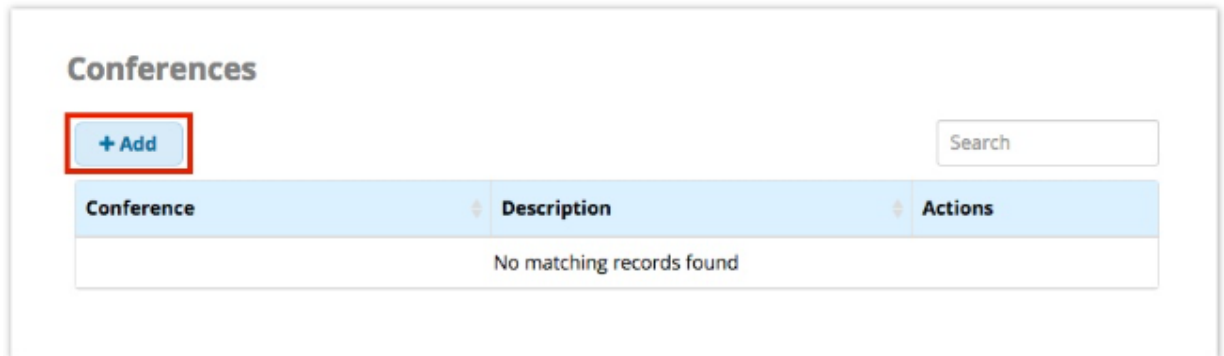 Conferences
+ Add
Search
Conference Description Actions
No matching records found